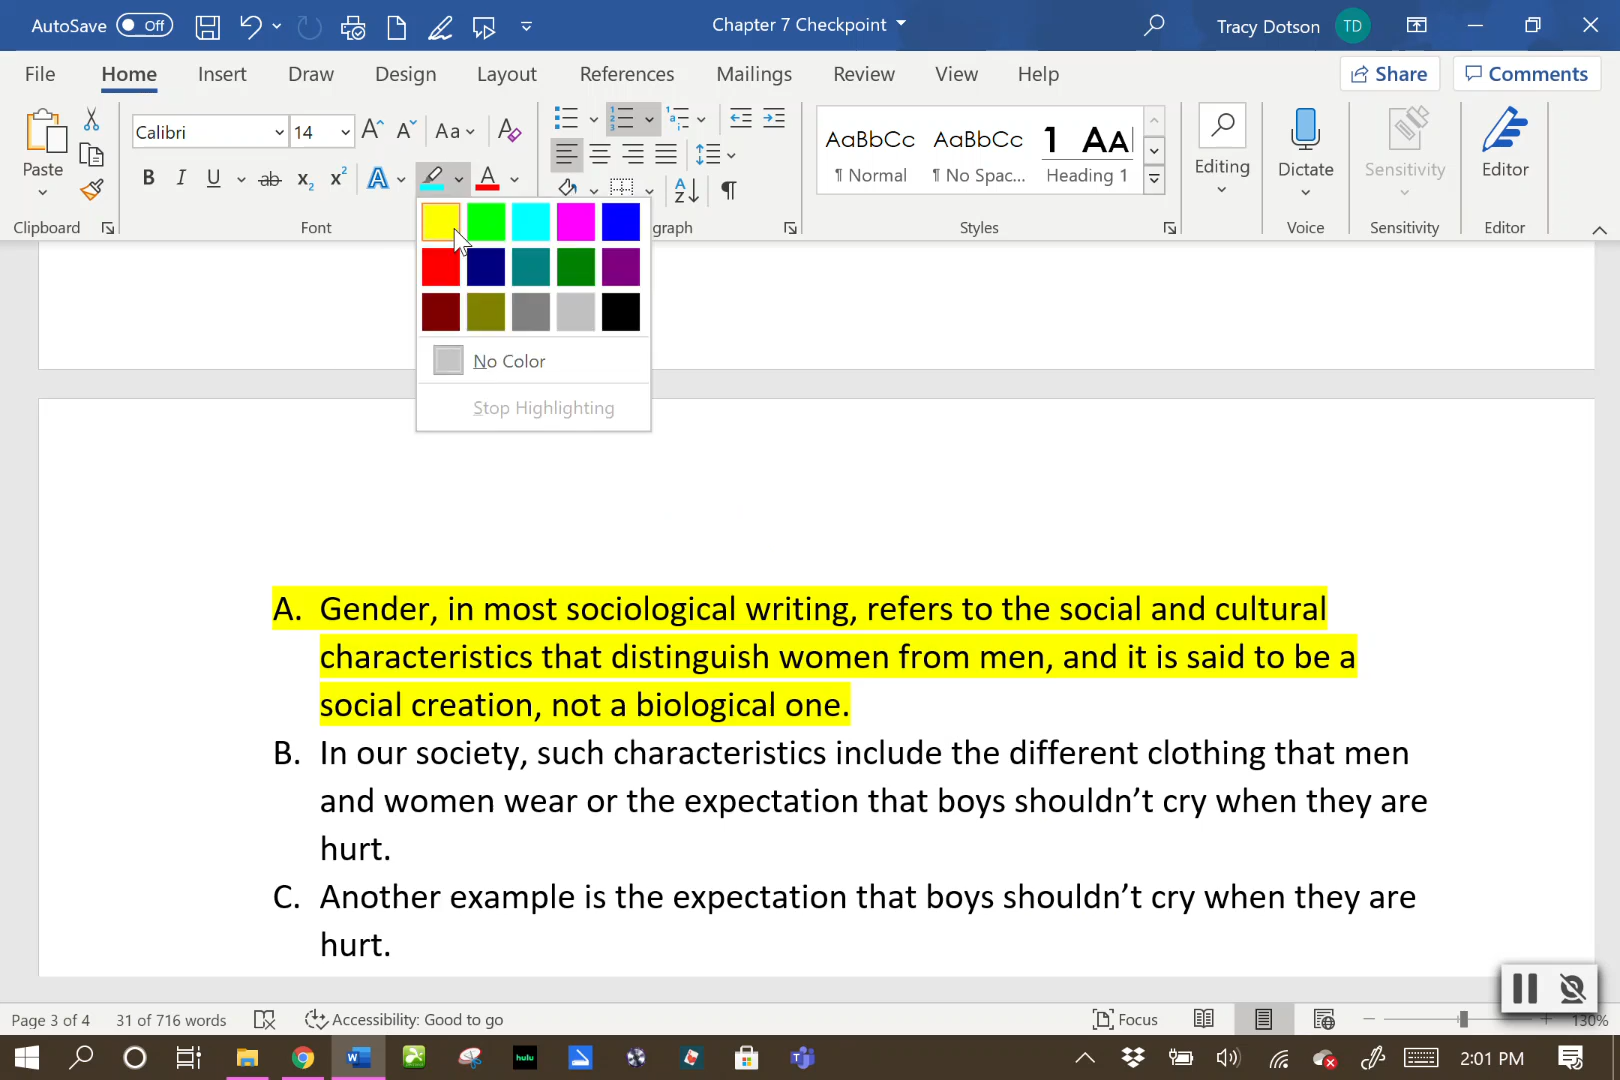 AutoSave Off Chapter 7 Checkpoint Tracy Dotson TD
File Home Insert Draw Design Layout References Mailings Review View Help Share Comments
Paste Calibri 14 A A Aa A AaBbCc AaBbCc 1 AA Editing Dictate Sensitivity Editor
B I U ab x2 x2 A A A Z ¶ ¶ Normal ¶ No Spac... Heading 1
Clipboard Font graph Styles Voice Sensitivity Editor
No Color
Stop Highlighting
A. Gender, in most sociological writing, refers to the social and cultural
characteristics that distinguish women from men, and it is said to be a
social creation, not a biological one.
B. In our society, such characteristics include the different clothing that men
and women wear or the expectation that boys shouldn’t cry when they are
hurt.
C. Another example is the expectation that boys shouldn’t cry when they are
hurt.
Page 3 of 4 31 of 716 words Accessibility: Good to go Focus 130%
hulu 2:01 PM